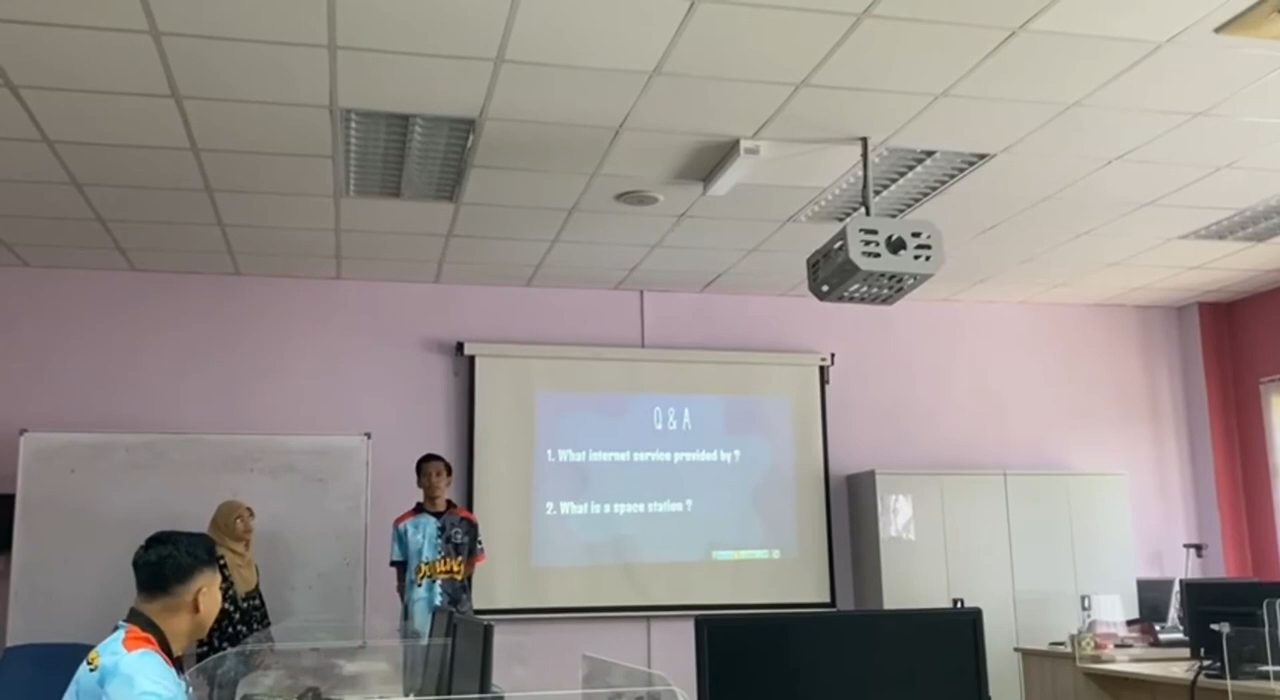 Q & A
1. What internet service provided by ?
2. What is a space station ?